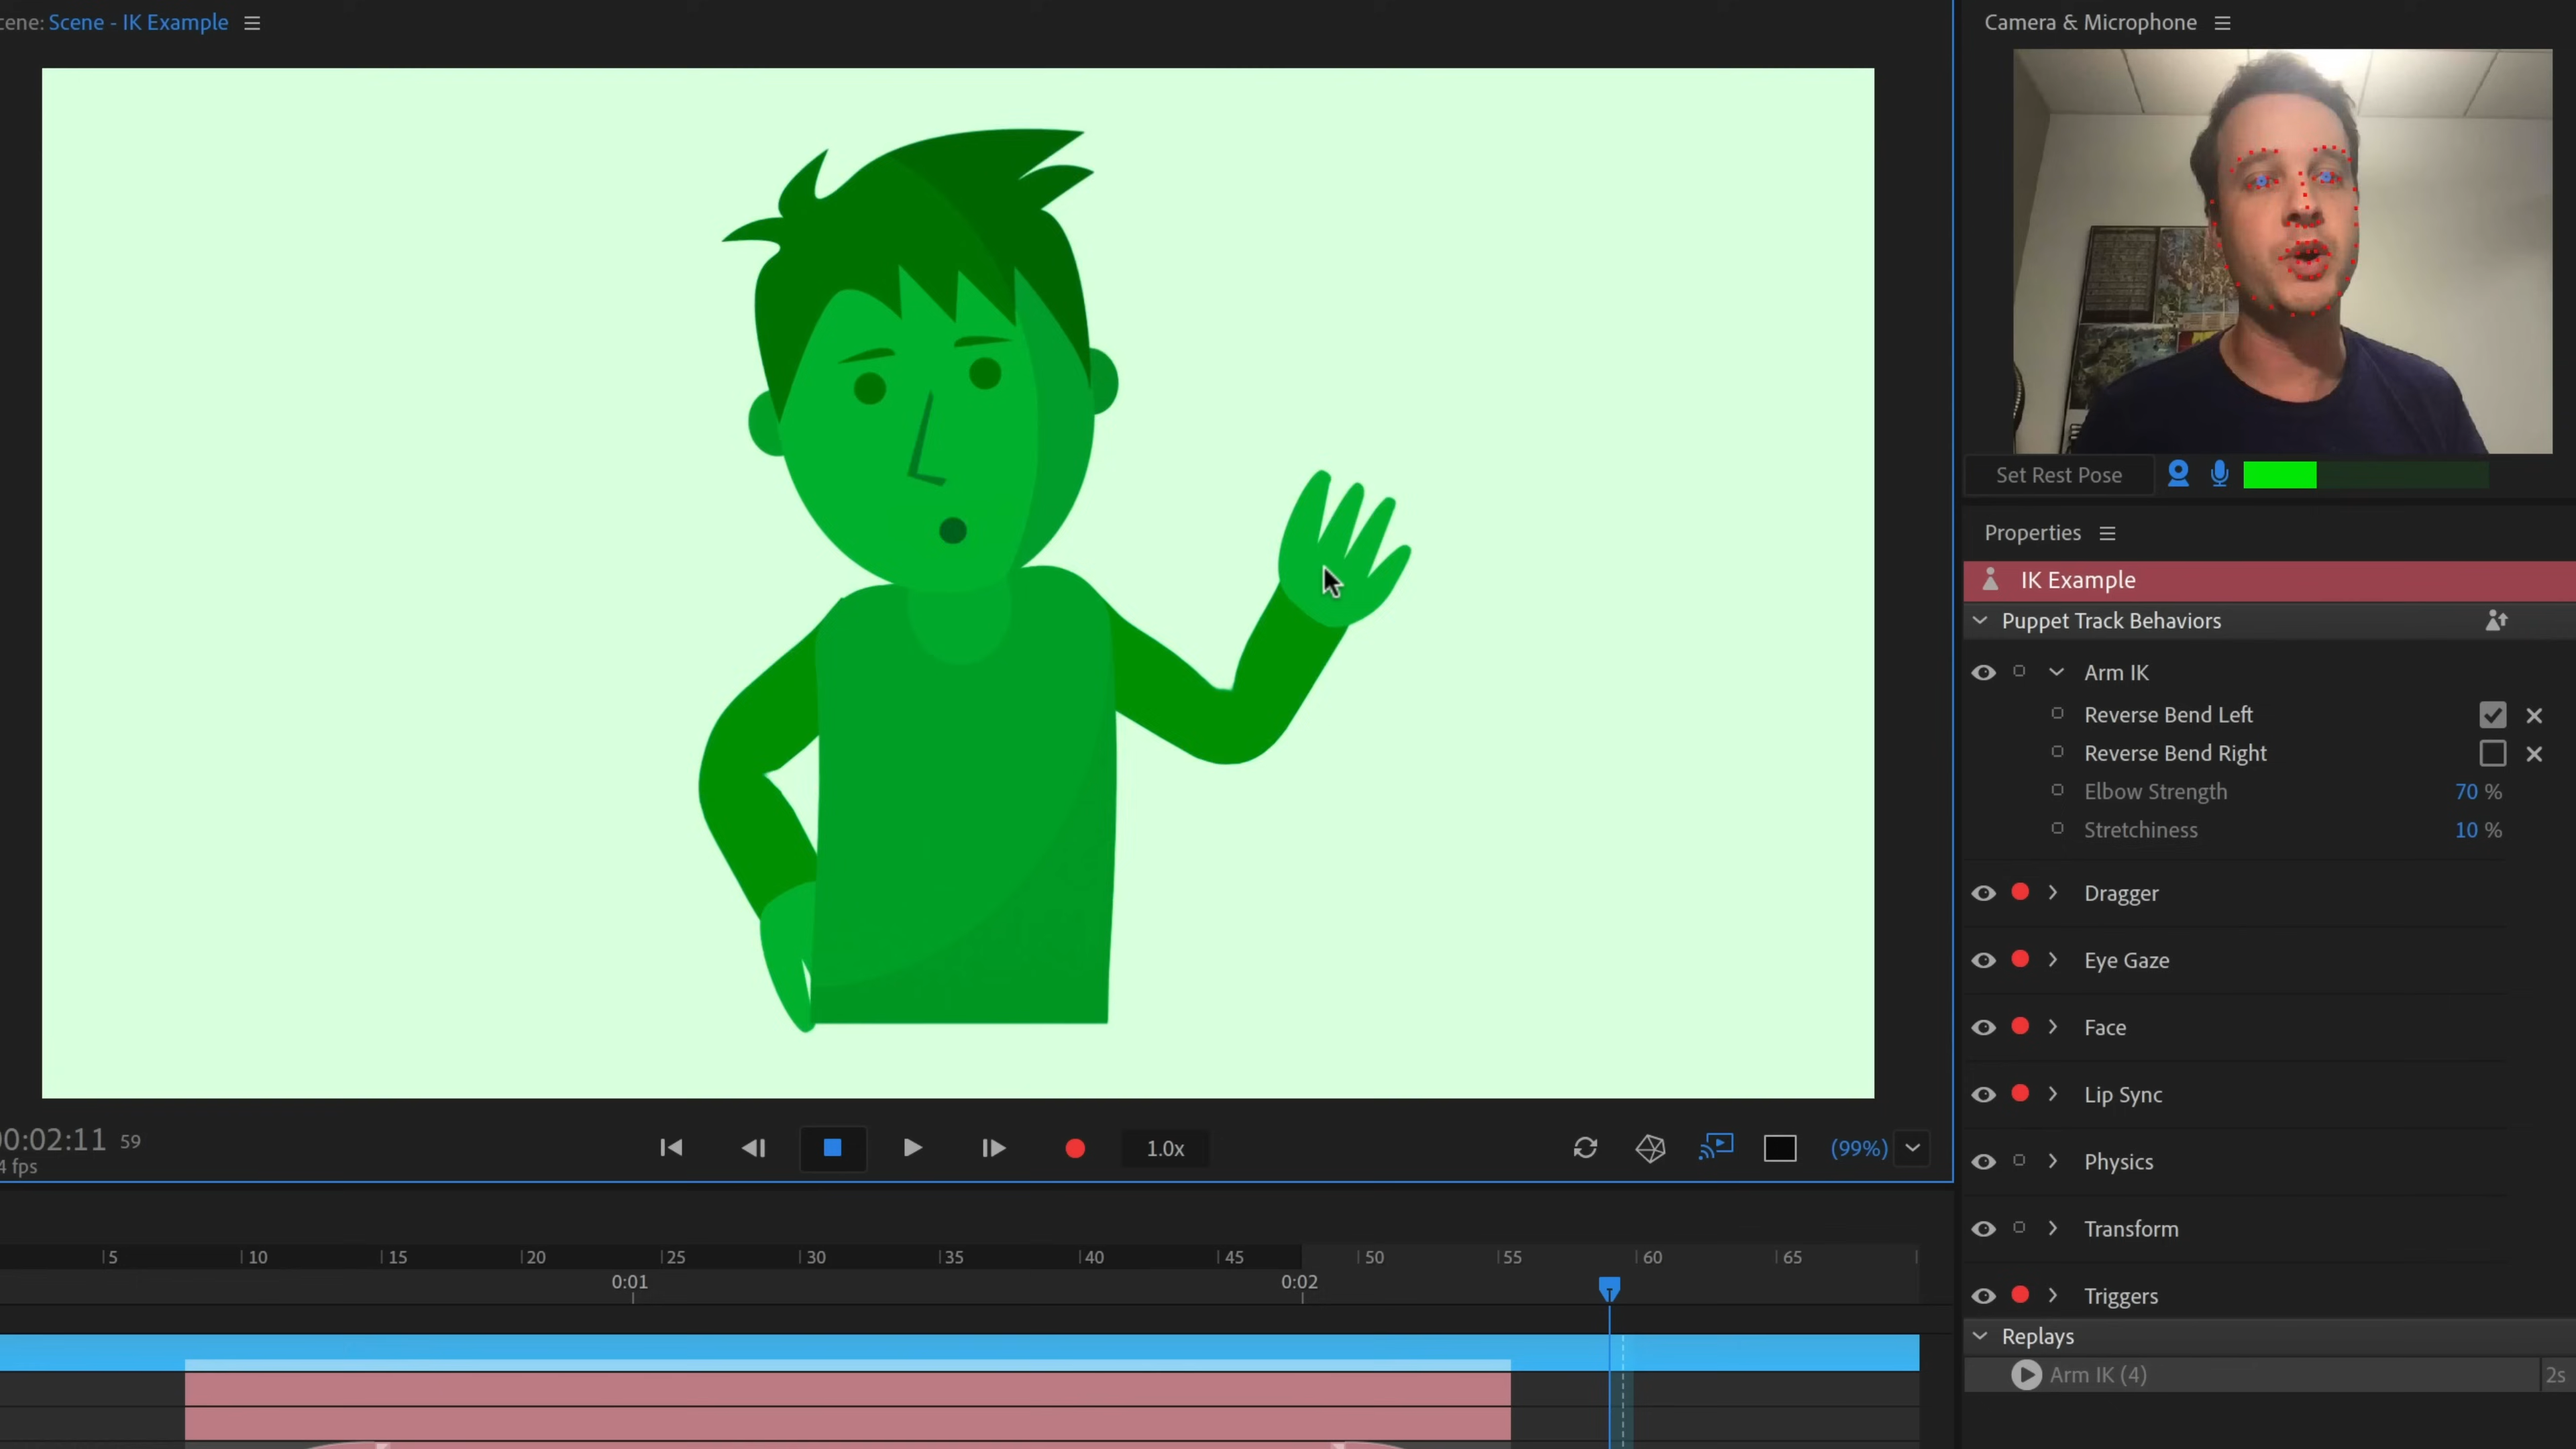 cene: Scene - IK Example
Camera & Microphone
Set Rest Pose
Properties
IK Example
Puppet Track Behaviors
Arm IK
Reverse Bend Left
Reverse Bend Right
Elbow Strength 70 %
Stretchiness 10 %
Dragger
Eye Gaze
Face
Lip Sync
Physics
Transform
Triggers
Replays
Arm IK (4) 2s
00:02:11 59
4 fps
1.0x
(99%)
5 10 15 20 25 30 35 40 45 50 55 60 65
0:01 0:02